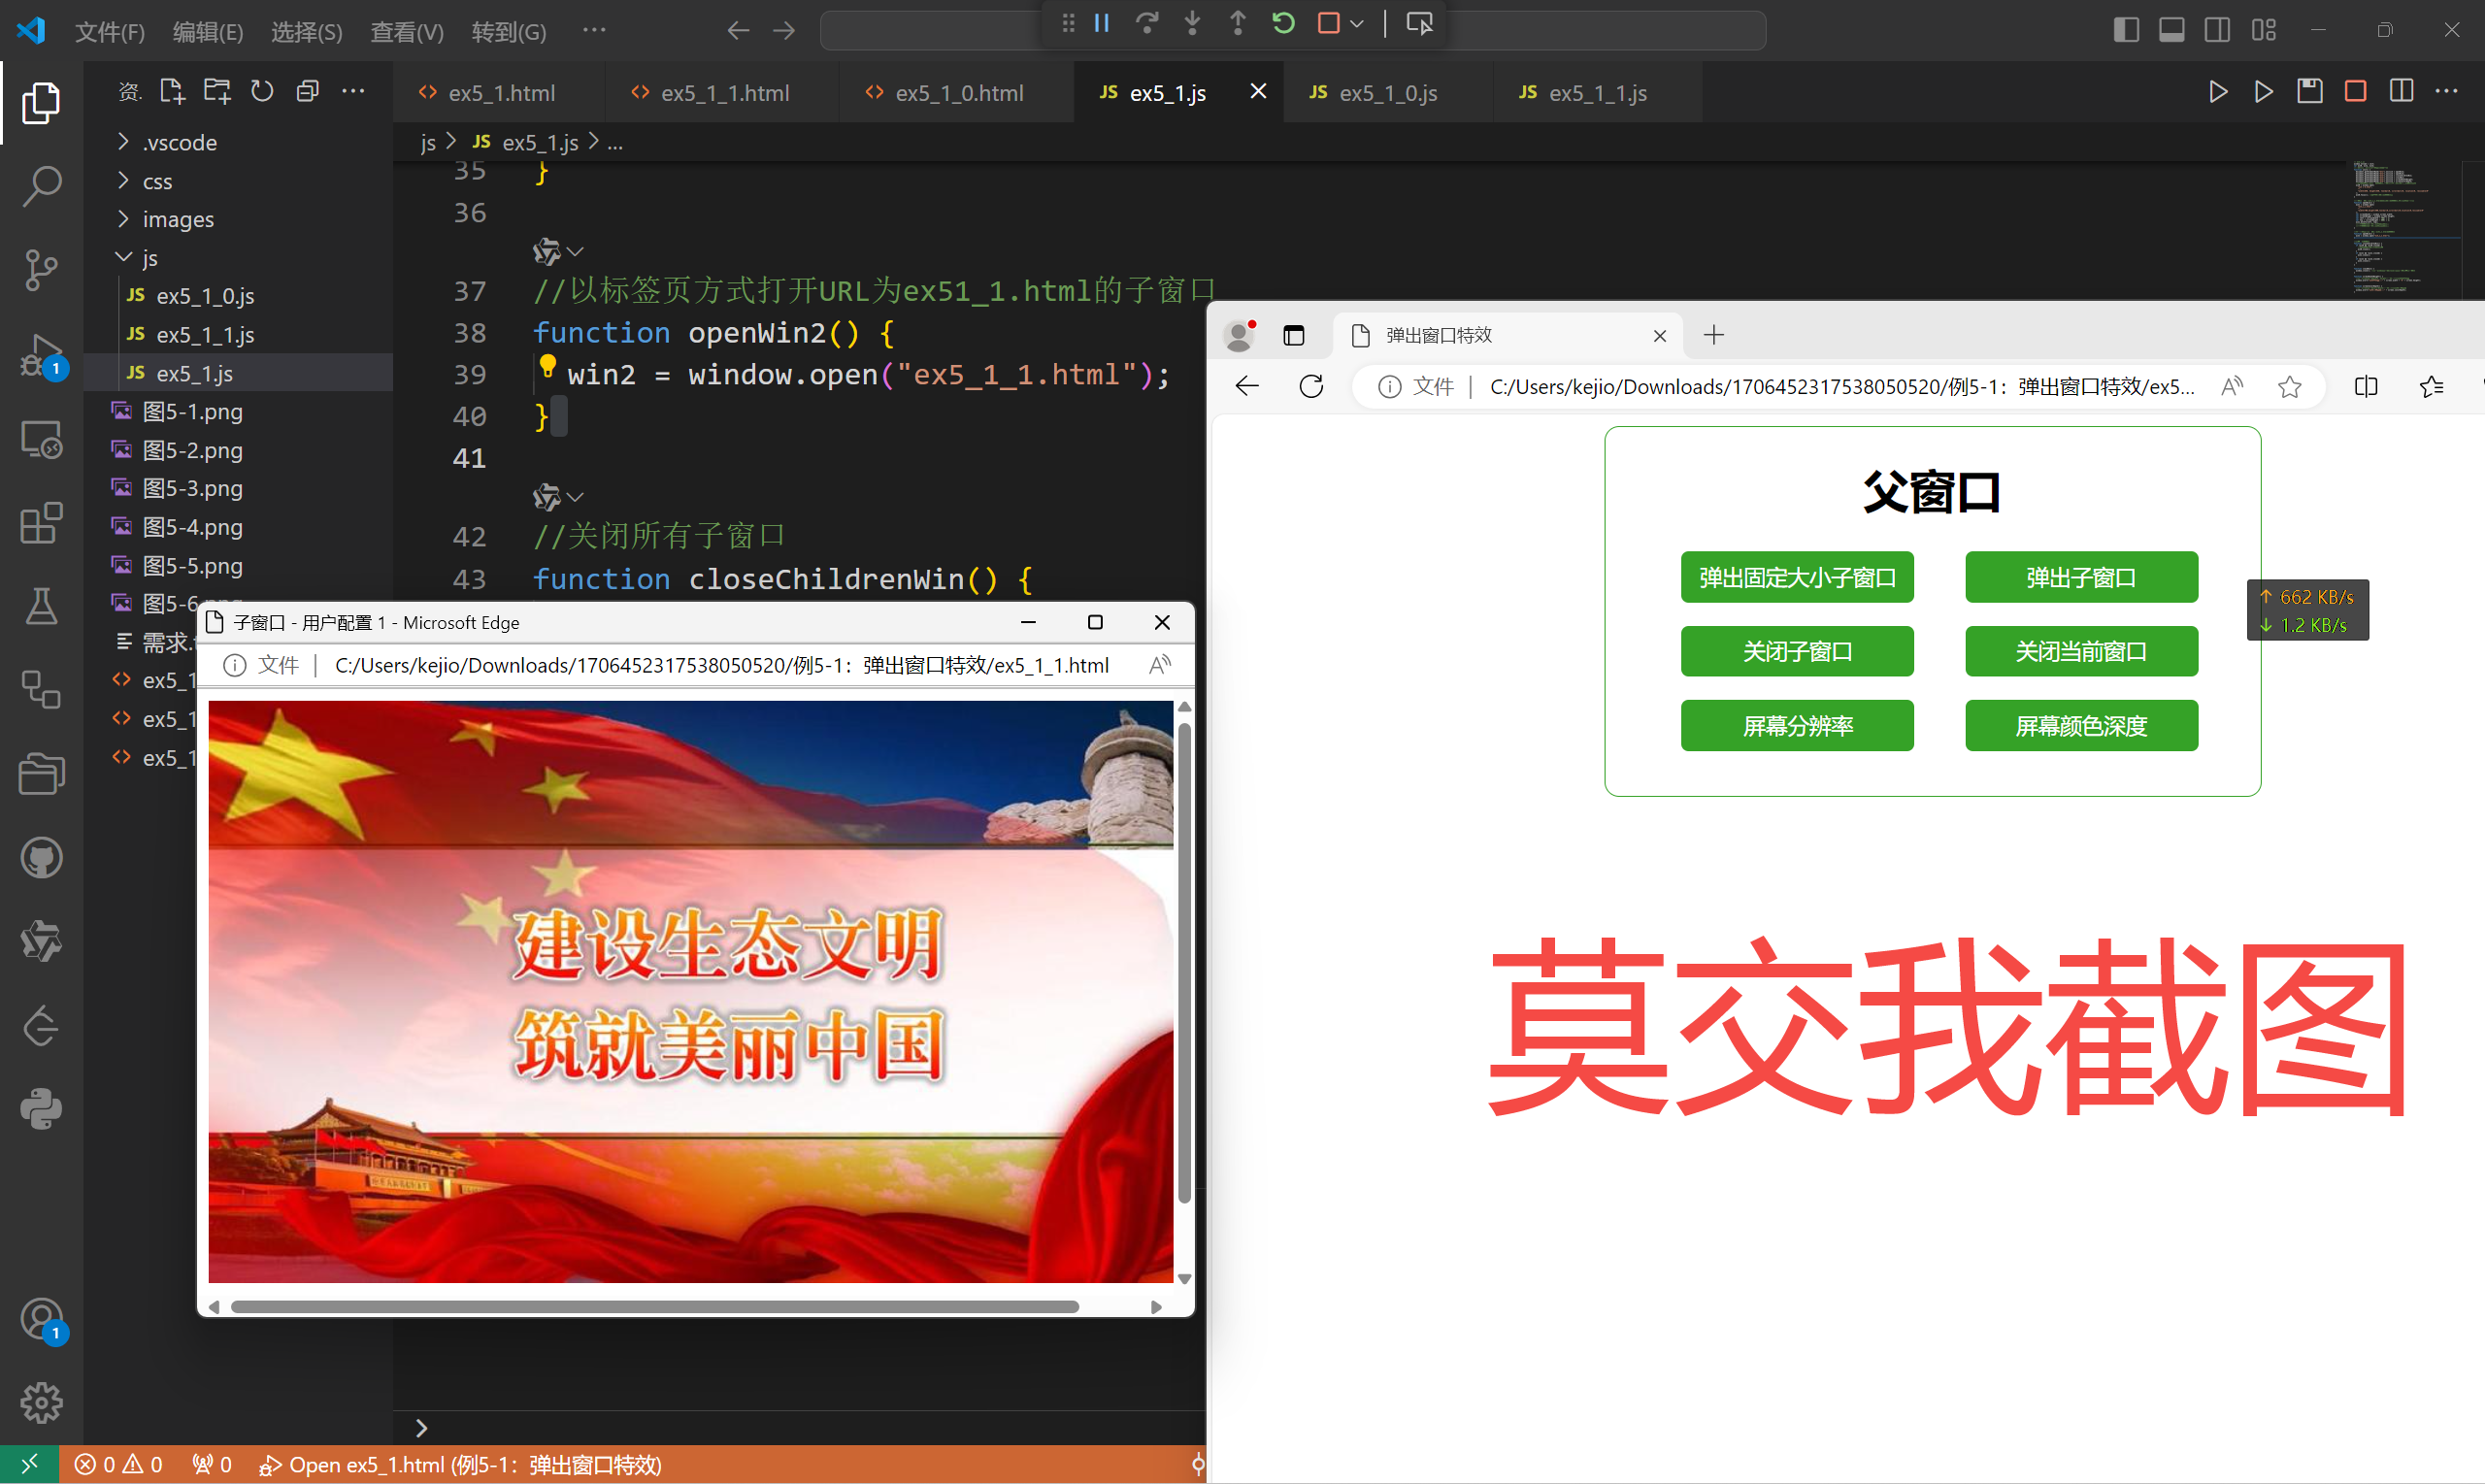 文件(F) 编辑(E) 选择(S) 查看(V) 转到(G) ...
资.
ex5_1.html
ex5_1_1.html
ex5_1_0.html
JS ex5_1.js
JS ex5_1_0.js
JS ex5_1_1.js
js > JS ex5_1.js > ...
.vscode
css
images
js
JS ex5_1_0.js
JS ex5_1_1.js
JS ex5_1.js
图5-1.png
图5-2.png
图5-3.png
图5-4.png
图5-5.png
图5-6.png
需求.
ex5_1
ex5_1
ex5_1
35 }
36
37 //以标签页方式打开URL为ex51_1.html的子窗口
38 function openWin2() {
39 win2 = window.open("ex5_1_1.html");
40 }
41
42 //关闭所有子窗口
43 function closeChildrenWin() {
子窗口 - 用户配置 1 - Microsoft Edge
文件 | C:/Users/kejio/Downloads/1706452317538050520/例5-1：弹出窗口特效/ex5_1_1.html
建设生态文明
筑就美丽中国
弹出窗口特效
文件 | C:/Users/kejio/Downloads/1706452317538050520/例5-1：弹出窗口特效/ex5...
父窗口
弹出固定大小子窗口 弹出子窗口
关闭子窗口 关闭当前窗口
屏幕分辨率 屏幕颜色深度
↑ 662 KB/s
↓ 1.2 KB/s
莫交我截图
1
1
0 0 0 Open ex5_1.html (例5-1：弹出窗口特效)